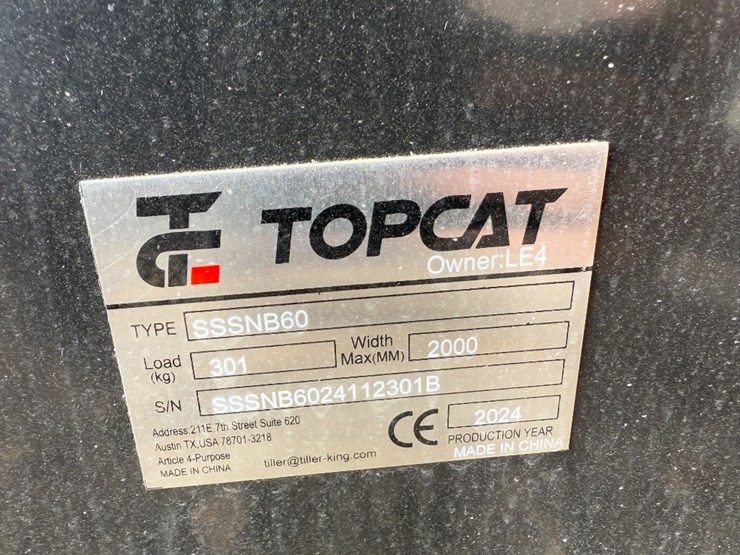 TC TOPCAT
Owner:LE4
TYPE SSSNB60
Load (kg) 301 Width Max(MM) 2000
S/N SSSNB6024112301B
Address:211E.7th Street Suite 620
Austin TX,USA 78701-3218
Article 4-Purpose
MADE IN CHINA
tiller@tiller-king.com
CE
2024
PRODUCTION YEAR
MADE IN CHINA